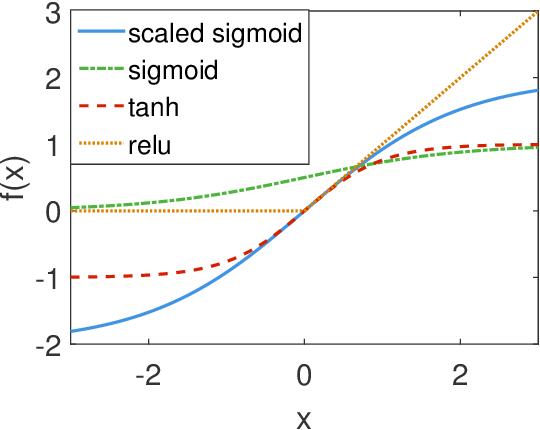 3
2
1
0
-1
-2
f(x)
scaled sigmoid
sigmoid
tanh
relu
-2 0 2
x